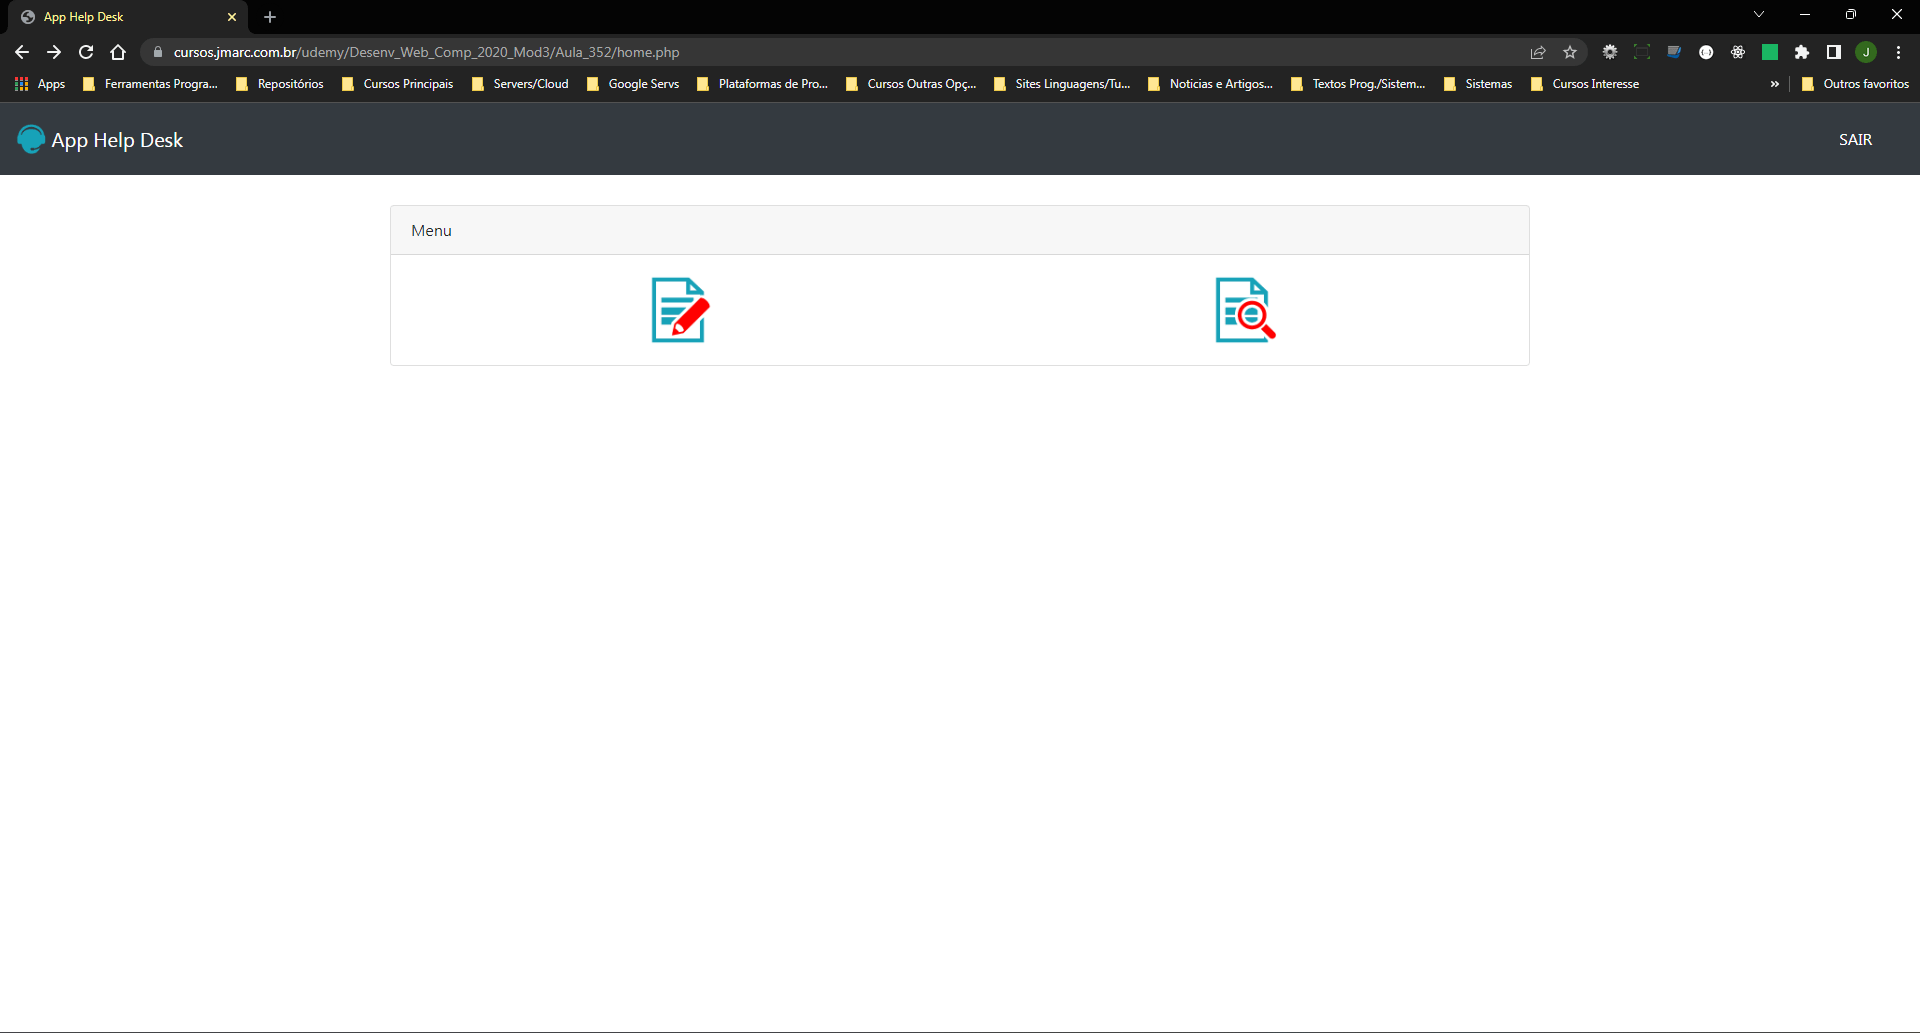 App Help Desk
cursos.jmarc.com.br/udemy/Desenv_Web_Comp_2020_Mod3/Aula_352/home.php
J
Apps Ferramentas Progra... Repositórios Cursos Principais Servers/Cloud Google Servs Plataformas de Pro... Cursos Outras Opç... Sites Linguagens/Tu... Noticias e Artigos... Textos Prog./Sistem... Sistemas Cursos Interesse » Outros favoritos
App Help Desk SAIR
Menu